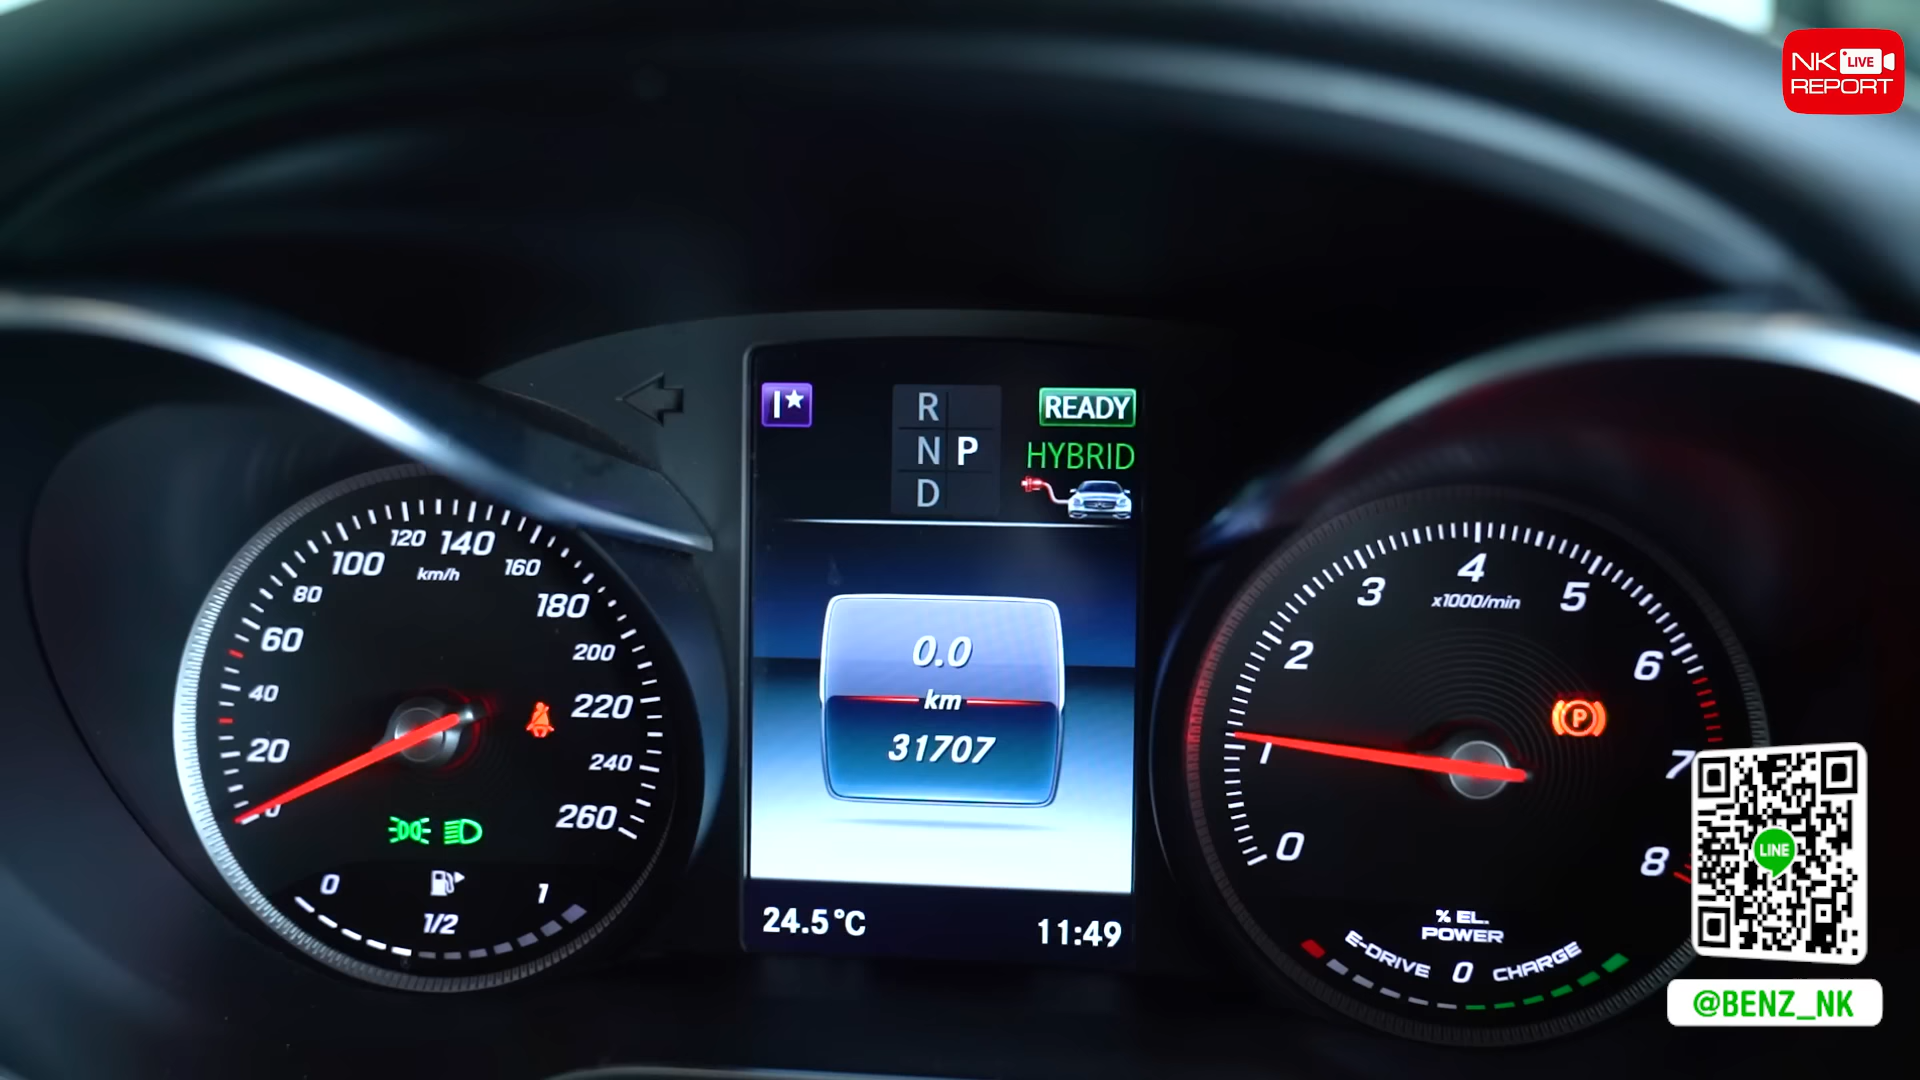 NK LIVE
REPORT
R
N P
D
READY
HYBRID
0.0
km
31707
24.5°C
11:49
0
20
40
60
80
100
120
140
160
180
200
220
240
260
km/h
0
1/2
1
0
1
2
3
4
5
6
7
8
x1000/min
P
% EL.
POWER
E-DRIVE 0 CHARGE
LINE
@BENZ_NK